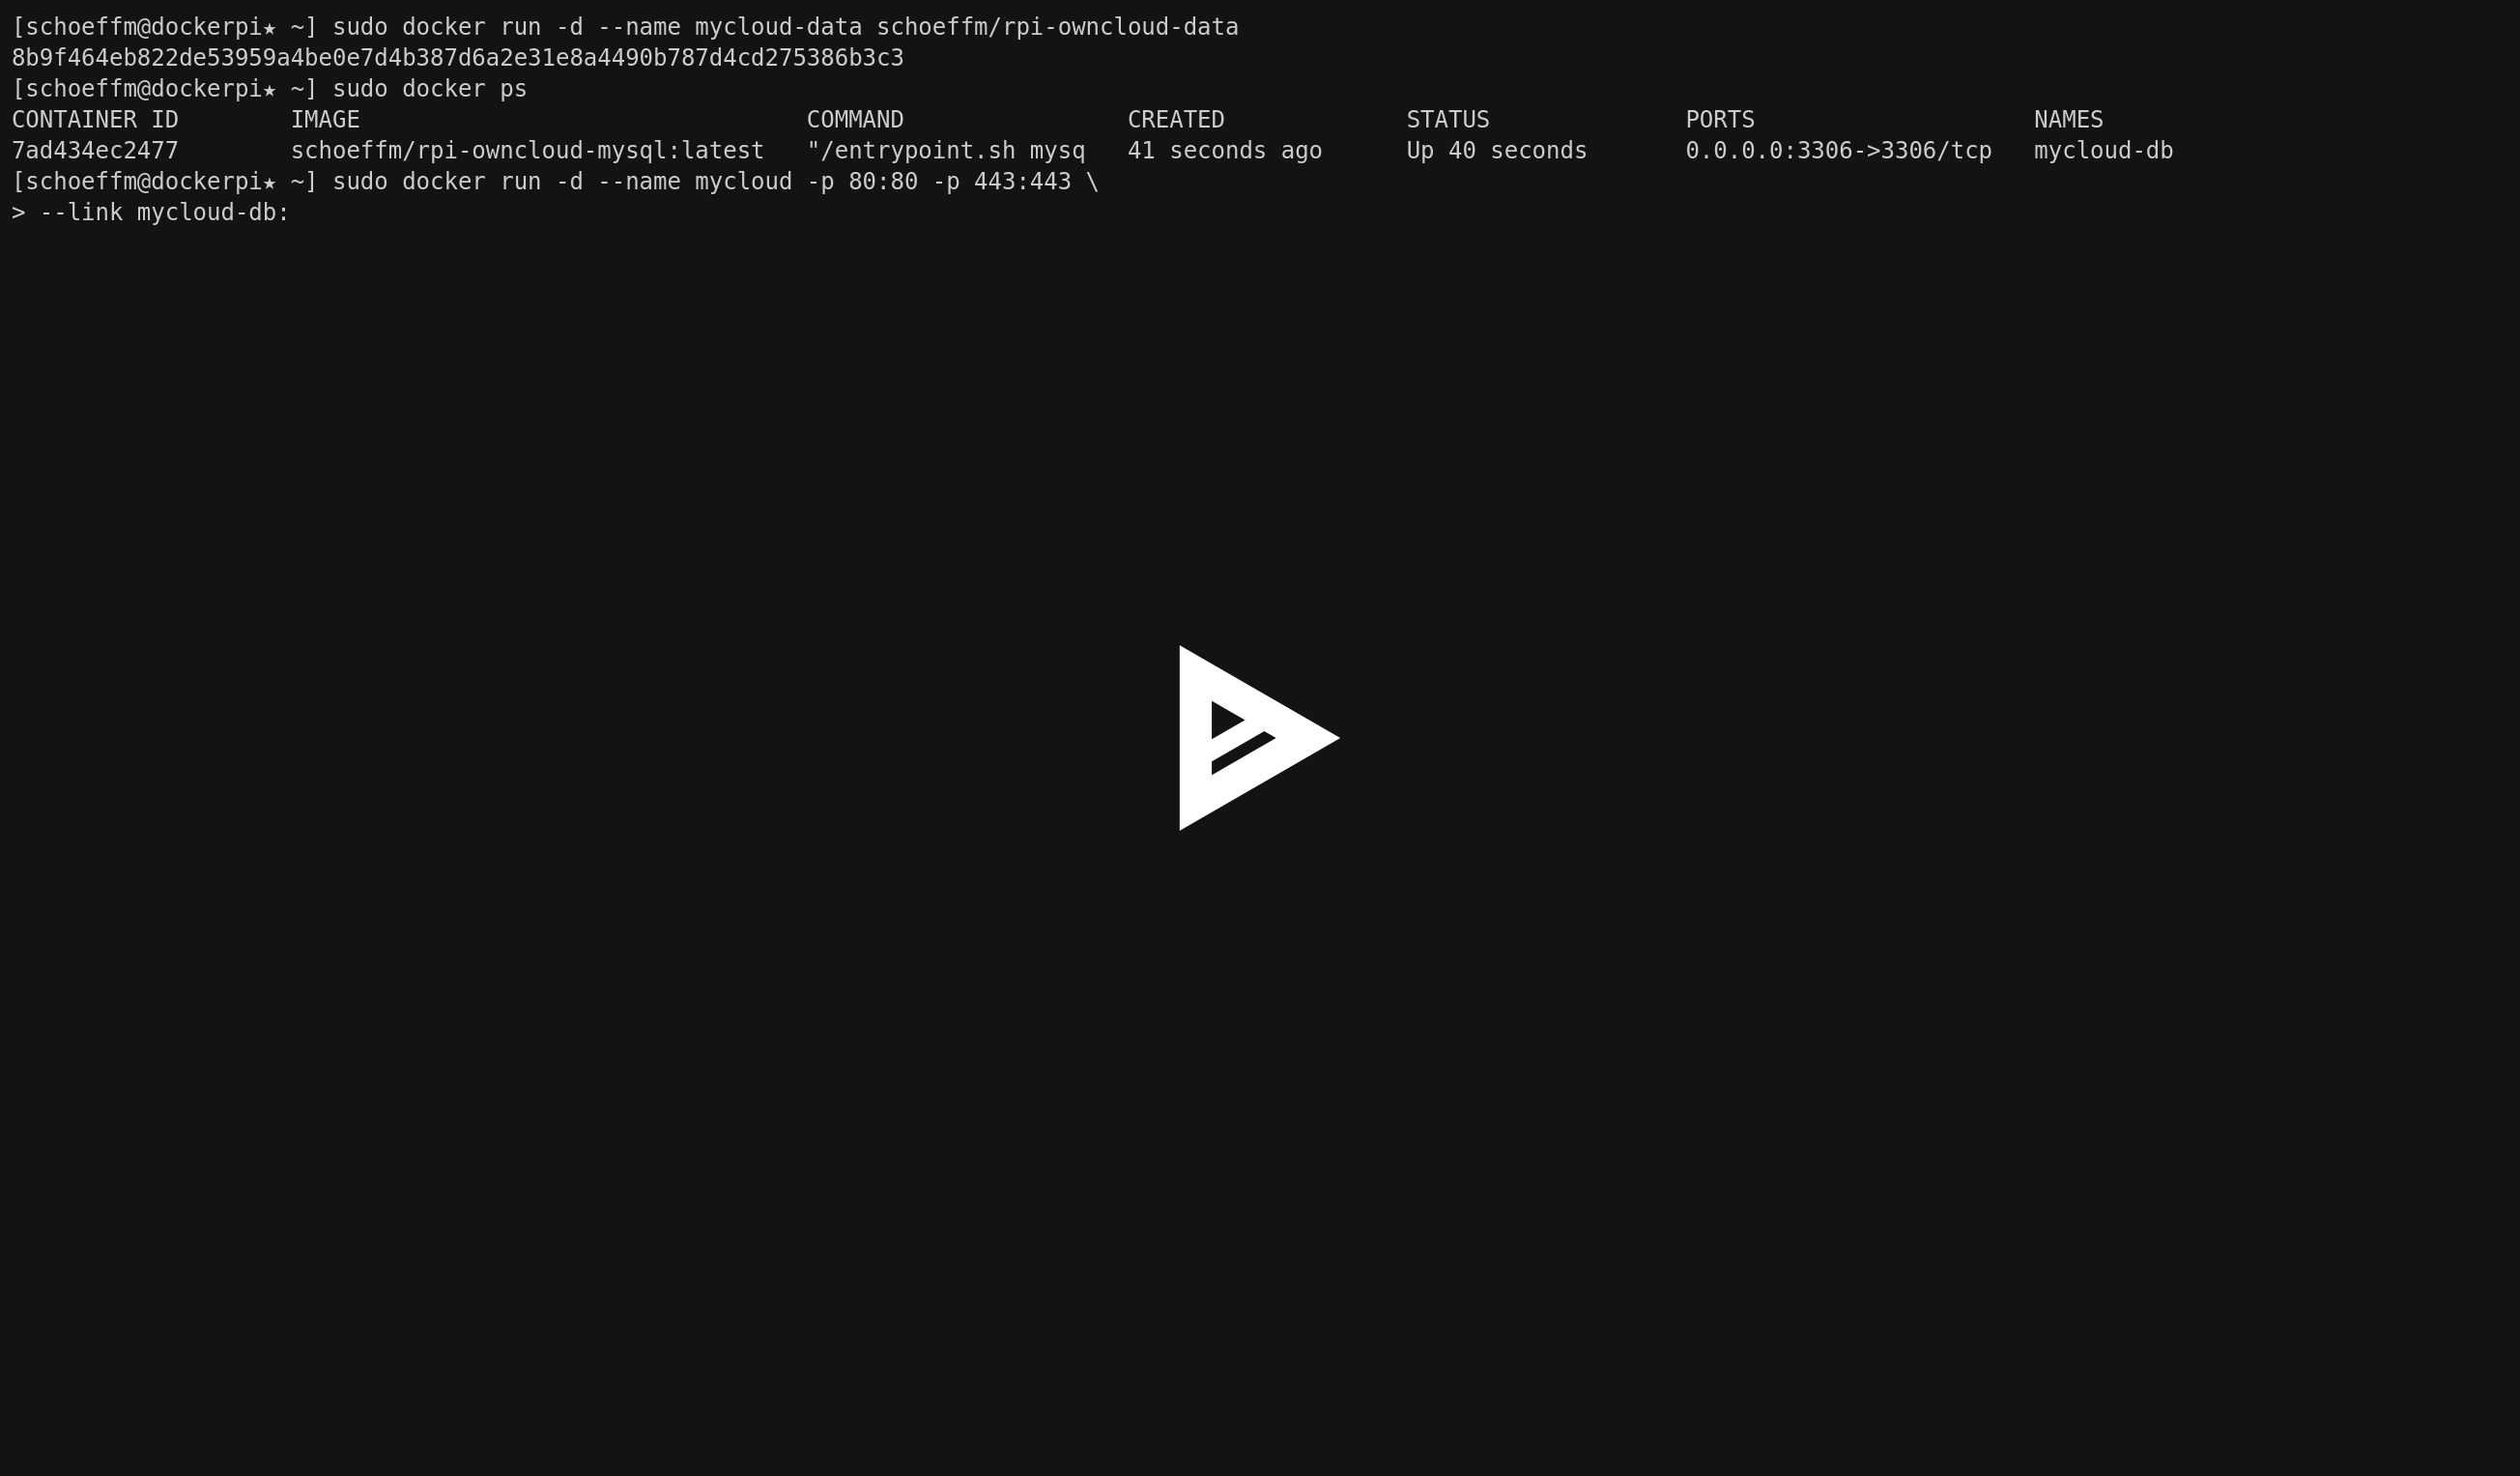 [schoeffm@dockerpi★ ~] sudo docker run -d --name mycloud-data schoeffm/rpi-owncloud-data
8b9f464eb822de53959a4be0e7d4b387d6a2e31e8a4490b787d4cd275386b3c3
[schoeffm@dockerpi★ ~] sudo docker ps
CONTAINER ID        IMAGE                                COMMAND                CREATED             STATUS              PORTS                    NAMES
7ad434ec2477        schoeffm/rpi-owncloud-mysql:latest   "/entrypoint.sh mysq   41 seconds ago      Up 40 seconds       0.0.0.0:3306->3306/tcp   mycloud-db
[schoeffm@dockerpi★ ~] sudo docker run -d --name mycloud -p 80:80 -p 443:443 \
> --link mycloud-db: